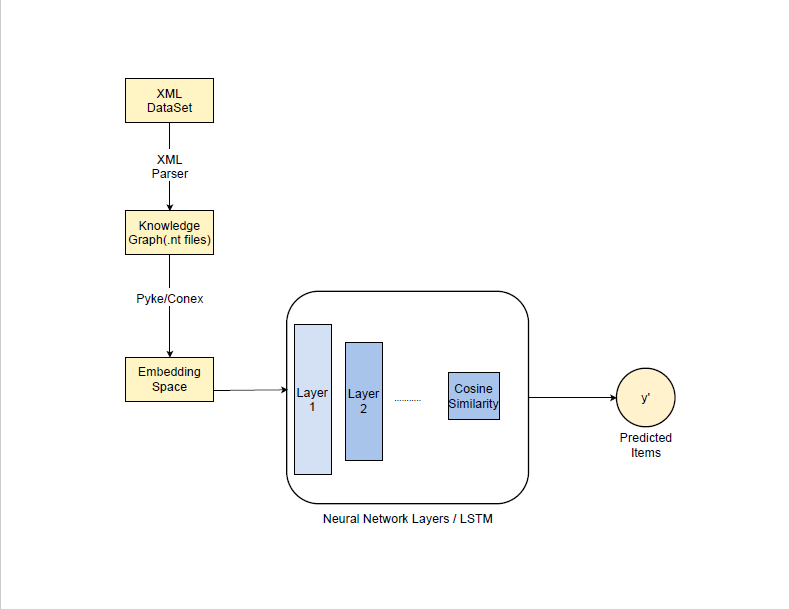 XML
DataSet
XML
Parser
Knowledge
Graph(.nt files)
Pyke/Conex
Embedding
Space
Layer
1
Layer
2
...........
Cosine
Similarity
Neural Network Layers / LSTM
y'
Predicted
Items